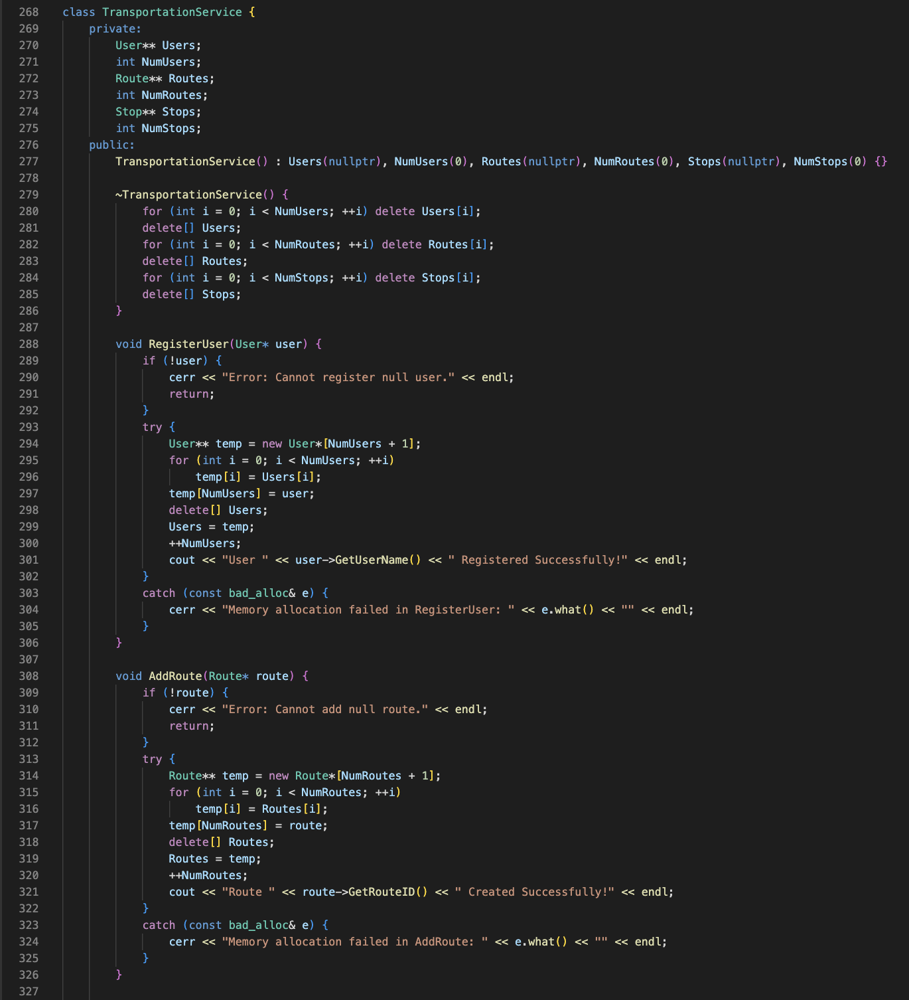 268 class TransportationService {
269     private:
270         User** Users;
271         int NumUsers;
272         Route** Routes;
273         int NumRoutes;
274         Stop** Stops;
275         int NumStops;
276     public:
277         TransportationService() : Users(nullptr), NumUsers(0), Routes(nullptr), NumRoutes(0), Stops(nullptr), NumStops(0) {}
278
279         ~TransportationService() {
280             for (int i = 0; i < NumUsers; ++i) delete Users[i];
281             delete[] Users;
282             for (int i = 0; i < NumRoutes; ++i) delete Routes[i];
283             delete[] Routes;
284             for (int i = 0; i < NumStops; ++i) delete Stops[i];
285             delete[] Stops;
286         }
287
288         void RegisterUser(User* user) {
289             if (!user) {
290                 cerr << "Error: Cannot register null user." << endl;
291                 return;
292             }
293             try {
294                 User** temp = new User*[NumUsers + 1];
295                 for (int i = 0; i < NumUsers; ++i)
296                     temp[i] = Users[i];
297                 temp[NumUsers] = user;
298                 delete[] Users;
299                 Users = temp;
300                 ++NumUsers;
301                 cout << "User " << user->GetUserName() << " Registered Successfully!" << endl;
302             }
303             catch (const bad_alloc& e) {
304                 cerr << "Memory allocation failed in RegisterUser: " << e.what() << "" << endl;
305             }
306         }
307
308         void AddRoute(Route* route) {
309             if (!route) {
310                 cerr << "Error: Cannot add null route." << endl;
311                 return;
312             }
313             try {
314                 Route** temp = new Route*[NumRoutes + 1];
315                 for (int i = 0; i < NumRoutes; ++i)
316                     temp[i] = Routes[i];
317                 temp[NumRoutes] = route;
318                 delete[] Routes;
319                 Routes = temp;
320                 ++NumRoutes;
321                 cout << "Route " << route->GetRouteID() << " Created Successfully!" << endl;
322             }
323             catch (const bad_alloc& e) {
324                 cerr << "Memory allocation failed in AddRoute: " << e.what() << "" << endl;
325             }
326         }
327